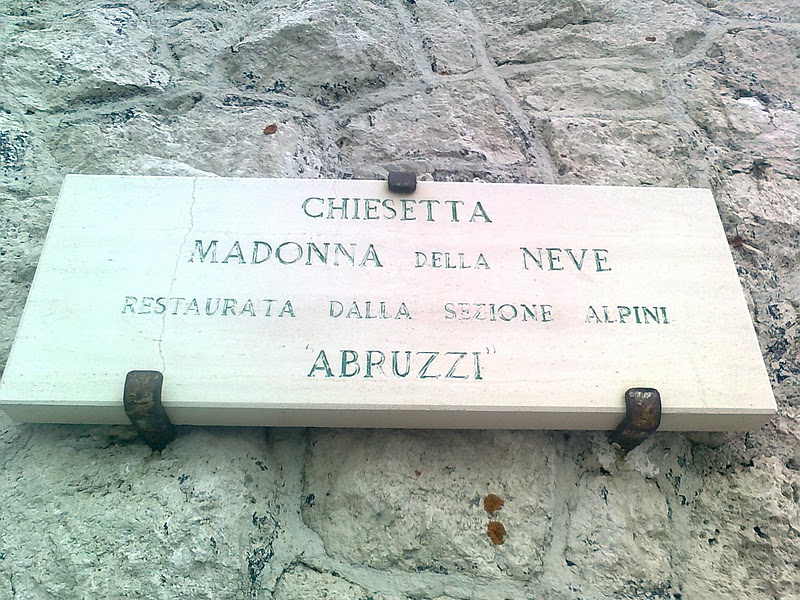 CHIESETTA
MADONNA DELLA NEVE
RESTAURATA DALLA SEZIONE ALPINI
"ABRUZZI"